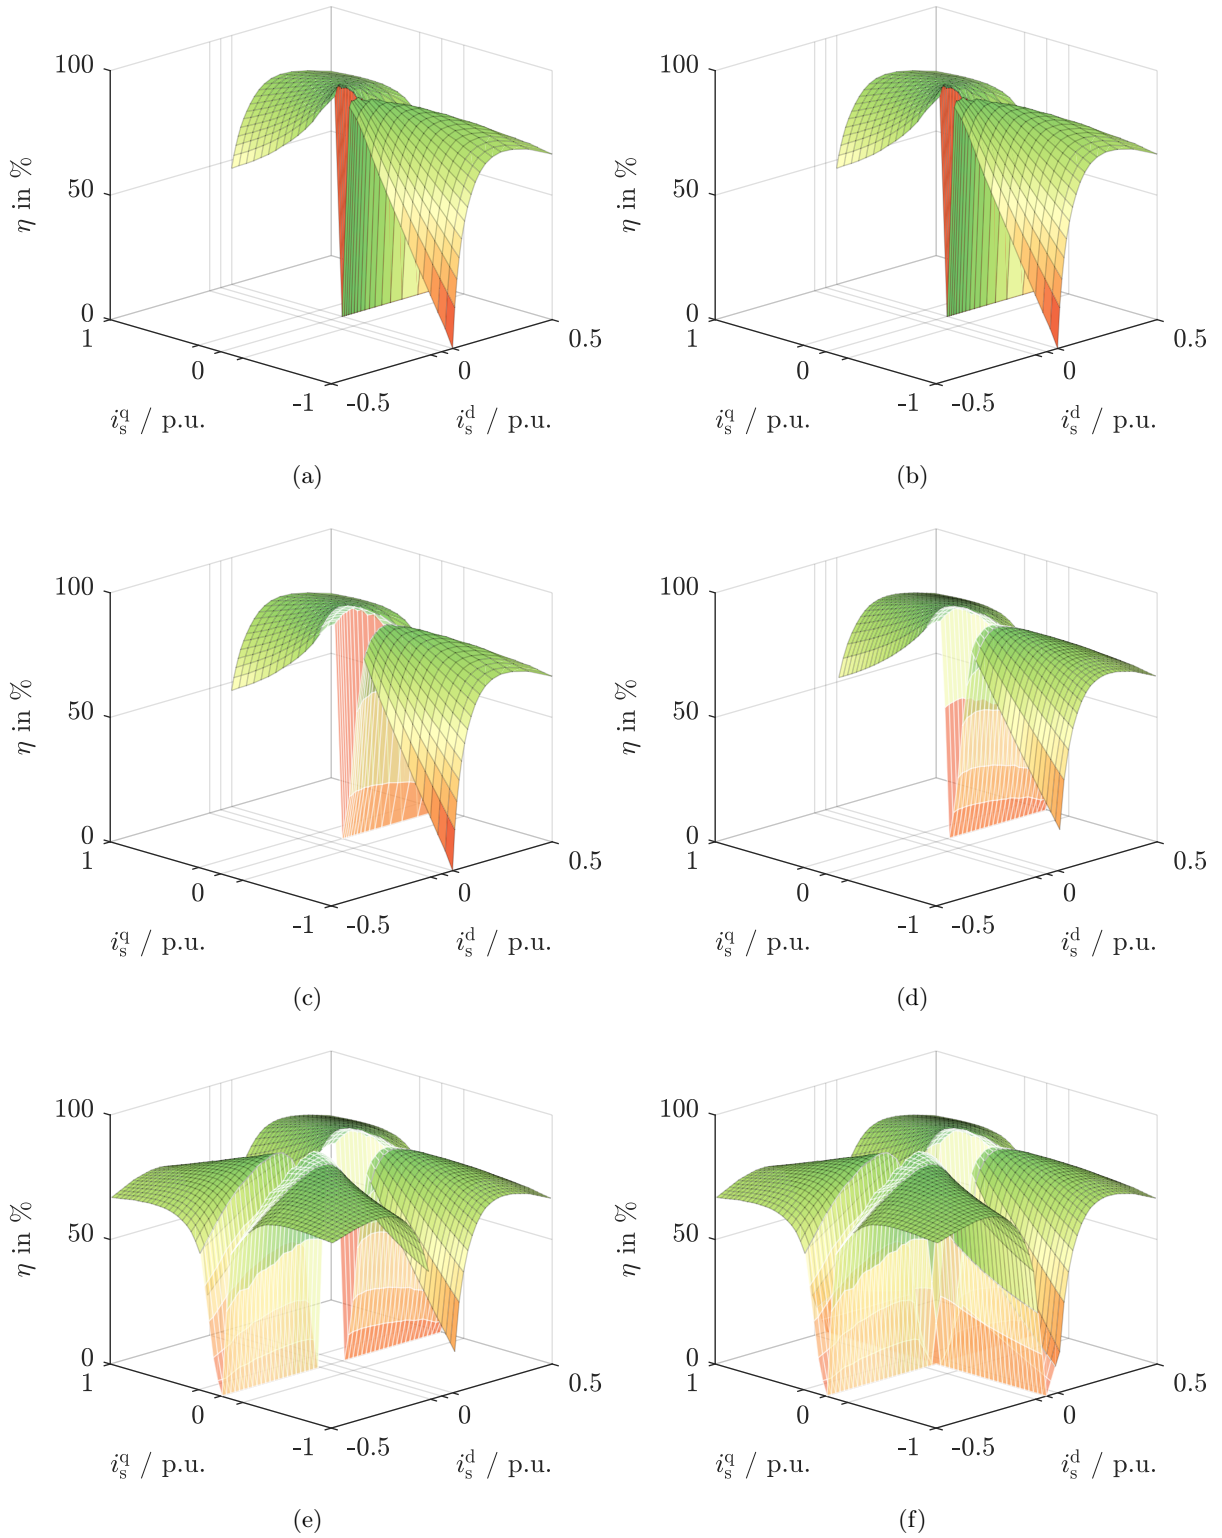 100
50
0
η in %
1
0
-1
i_s^q / p.u.
-0.5
0
0.5
i_s^d / p.u.
(a)
100
50
0
η in %
1
0
-1
i_s^q / p.u.
-0.5
0
0.5
i_s^d / p.u.
(b)
100
50
0
η in %
1
0
-1
i_s^q / p.u.
-0.5
0
0.5
i_s^d / p.u.
(c)
100
50
0
η in %
1
0
-1
i_s^q / p.u.
-0.5
0
0.5
i_s^d / p.u.
(d)
100
50
0
η in %
1
0
-1
i_s^q / p.u.
-0.5
0
0.5
i_s^d / p.u.
(e)
100
50
0
η in %
1
0
-1
i_s^q / p.u.
-0.5
0
0.5
i_s^d / p.u.
(f)